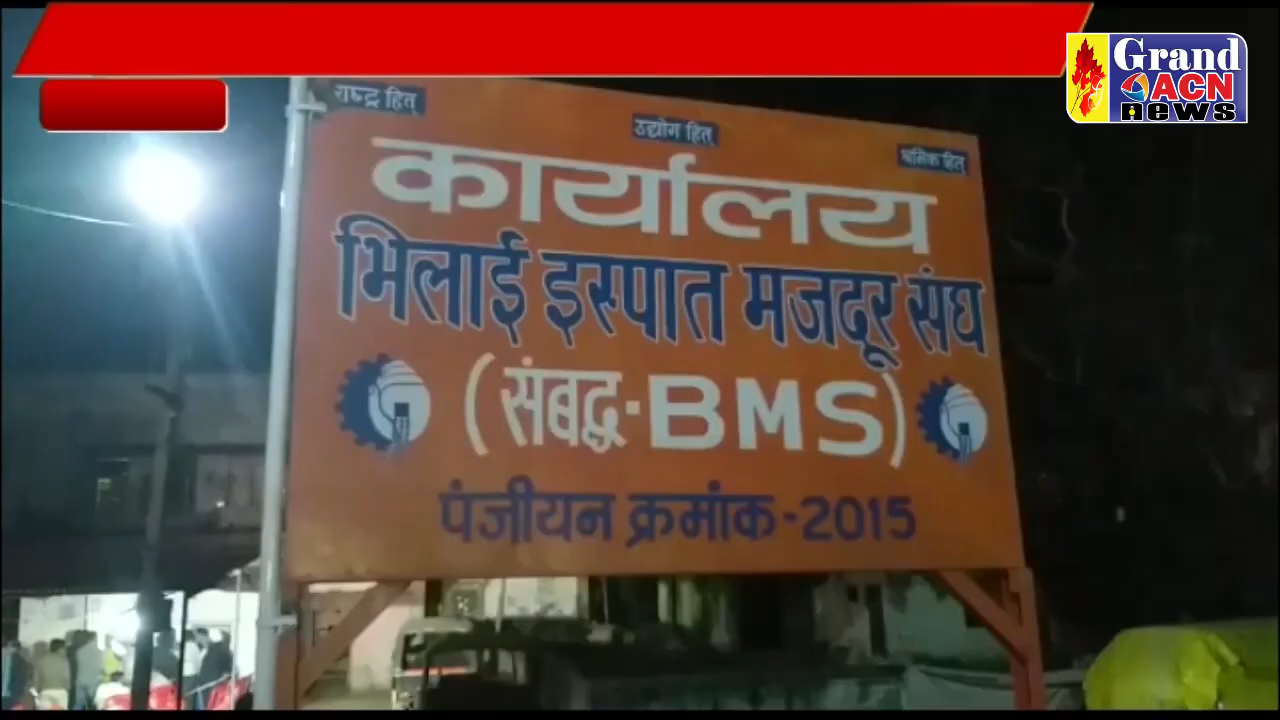 Grand
ACN
news
राष्ट्र हित्
उद्योग हित्
श्रमिक हित्
कार्यालय
भिलाई इस्पात मजदूर संघ
(संबद्ध-BMS)
पंजीयन क्रमांक-2015